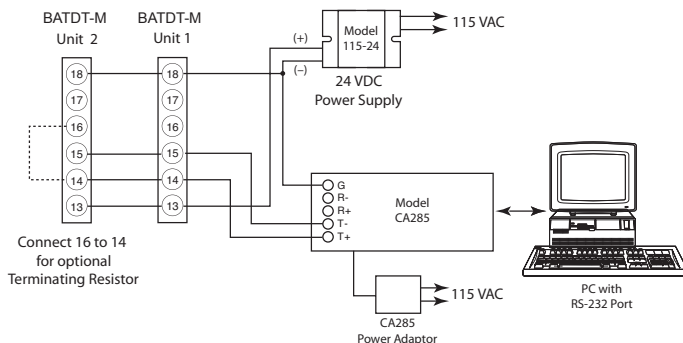 BATDT-M
Unit 2
BATDT-M
Unit 1
18
17
16
15
14
13
18
17
16
15
14
13
Connect 16 to 14
for optional
Terminating Resistor
(+)
(–)
Model
115-24
115 VAC
24 VDC
Power Supply
G
R-
R+
T-
T+
Model
CA285
115 VAC
CA285
Power Adaptor
PC with
RS-232 Port